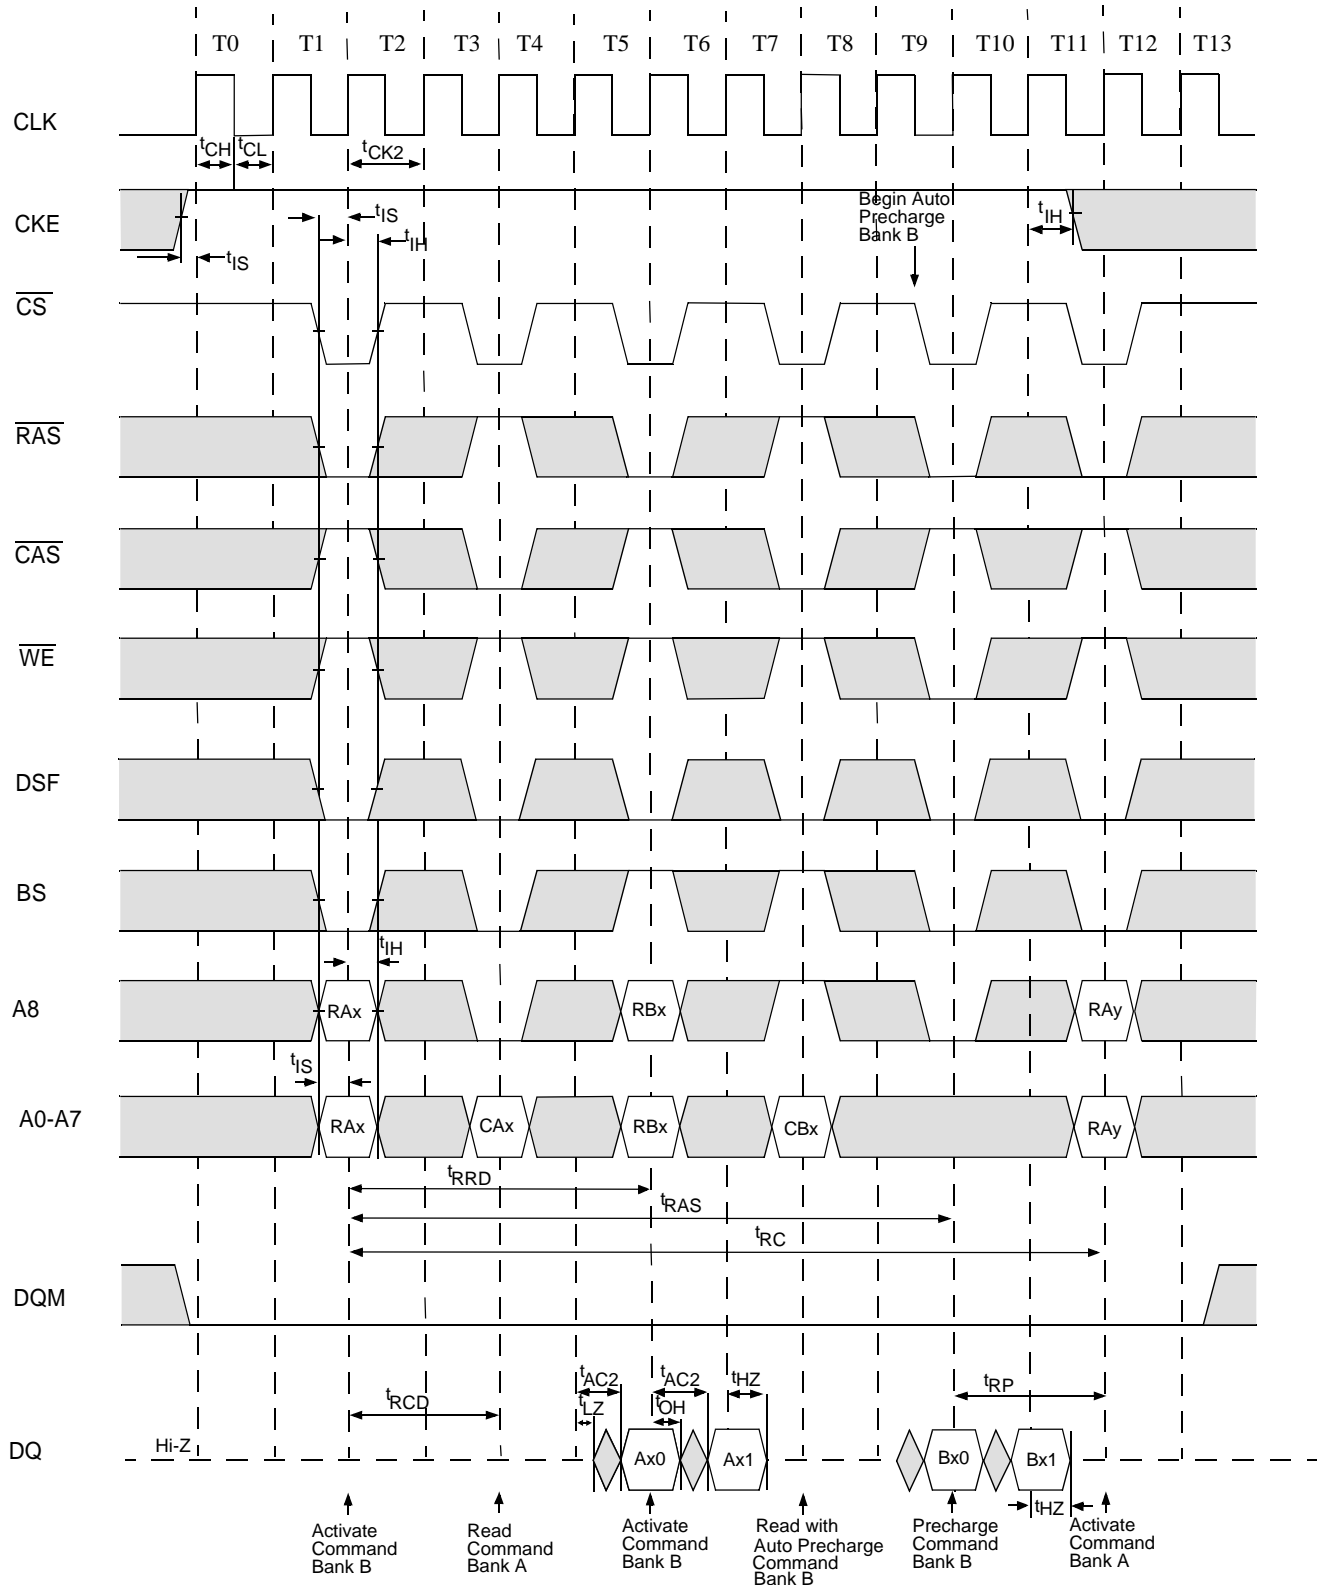 T0 T1 T2 T3 T4 T5 T6 T7 T8 T9 T10 T11 T12 T13
CLK
tCH tCL tCK2
CKE
tIS
tIH
tIS
Begin Auto
Precharge
Bank B
tIH
CS
RAS
CAS
WE
DSF
BS
tIH
A8
RAx RBx RAy
tIS
A0-A7
RAx CAx RBx CBx RAy
tRRD
tRAS
tRC
DQM
tRCD
tAC2 tAC2 tHZ
tLZ tOH
tRP
DQ
Hi-Z
Ax0 Ax1 Bx0 Bx1
tHZ
Activate
Command
Bank B
Read
Command
Bank A
Activate
Command
Bank B
Read with
Auto Precharge
Command
Bank B
Precharge
Command
Bank B
Activate
Command
Bank A